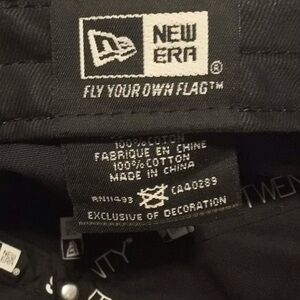 NEW
ERA
®
FLY YOUR OWN FLAG™
100% COTON
FABRIQUE EN CHINE
100% COTTON
MADE IN CHINA
RN11493 CA40289
EXCLUSIVE OF DECORATION